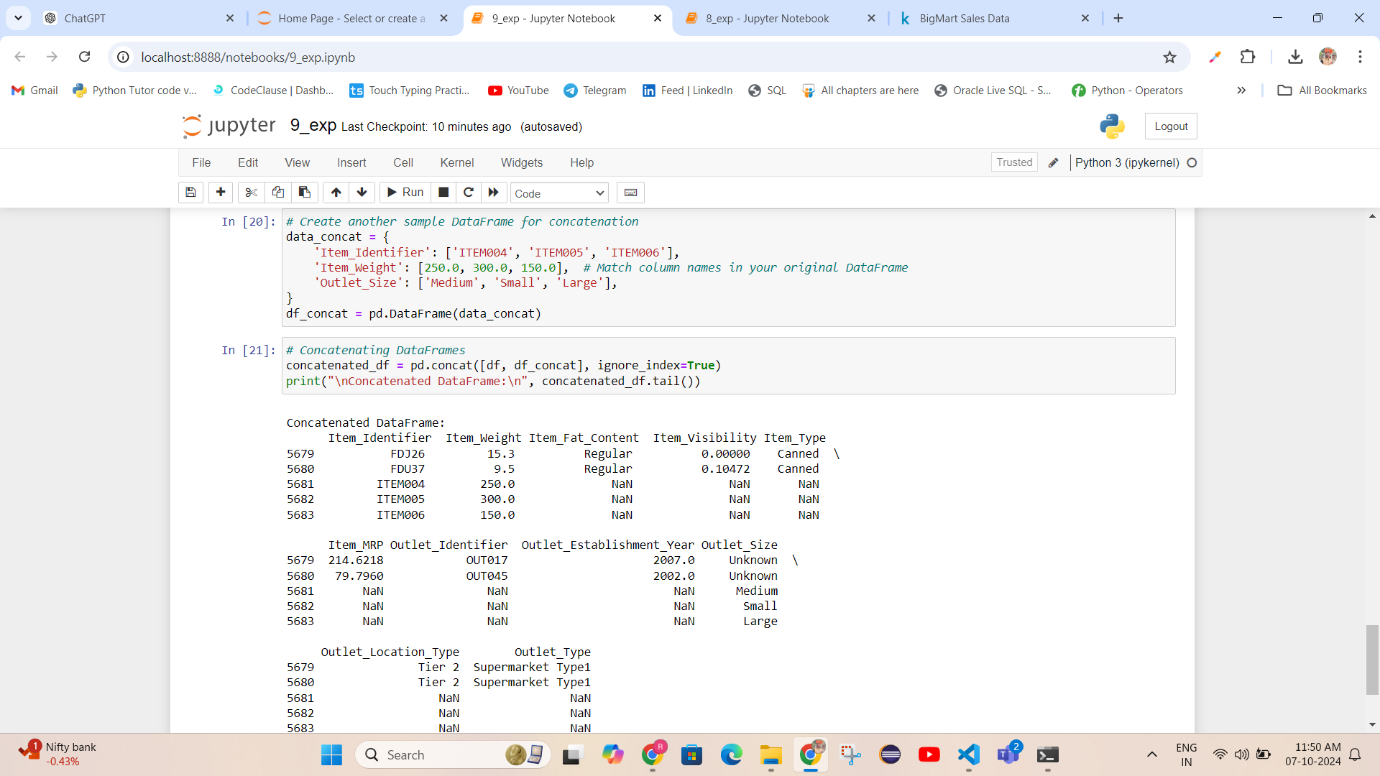 ChatGPT
Home Page - Select or create a
9_exp - Jupyter Notebook
8_exp - Jupyter Notebook
BigMart Sales Data
localhost:8888/notebooks/9_exp.ipynb
Gmail
Python Tutor code v...
CodeClause | Dashb...
Touch Typing Practi...
YouTube
Telegram
Feed | LinkedIn
SQL
All chapters are here
Oracle Live SQL - S...
Python - Operators
All Bookmarks
jupyter 9_exp Last Checkpoint: 10 minutes ago (autosaved)
Logout
File Edit View Insert Cell Kernel Widgets Help
Trusted
Python 3 (ipykernel)
Run
Code
In [20]: # Create another sample DataFrame for concatenation
data_concat = {
    'Item_Identifier': ['ITEM004', 'ITEM005', 'ITEM006'],
    'Item_Weight': [250.0, 300.0, 150.0],  # Match column names in your original DataFrame
    'Outlet_Size': ['Medium', 'Small', 'Large'],
}
df_concat = pd.DataFrame(data_concat)
In [21]: # Concatenating DataFrames
concatenated_df = pd.concat([df, df_concat], ignore_index=True)
print("\nConcatenated DataFrame:\n", concatenated_df.tail())
Concatenated DataFrame:
Item_Identifier Item_Weight Item_Fat_Content Item_Visibility Item_Type
5679 FDJ26 15.3 Regular 0.00000 Canned \
5680 FDU37 9.5 Regular 0.10472 Canned
5681 ITEM004 250.0 NaN NaN NaN
5682 ITEM005 300.0 NaN NaN NaN
5683 ITEM006 150.0 NaN NaN NaN
Item_MRP Outlet_Identifier Outlet_Establishment_Year Outlet_Size
5679 214.6218 OUT017 2007.0 Unknown \
5680 79.7960 OUT045 2002.0 Unknown
5681 NaN NaN NaN Medium
5682 NaN NaN NaN Small
5683 NaN NaN NaN Large
Outlet_Location_Type Outlet_Type
5679 Tier 2 Supermarket Type1
5680 Tier 2 Supermarket Type1
5681 NaN NaN
5682 NaN NaN
5683 NaN NaN
1
Nifty bank
-0.43%
Search
R
2
ENG
IN
11:50 AM
07-10-2024